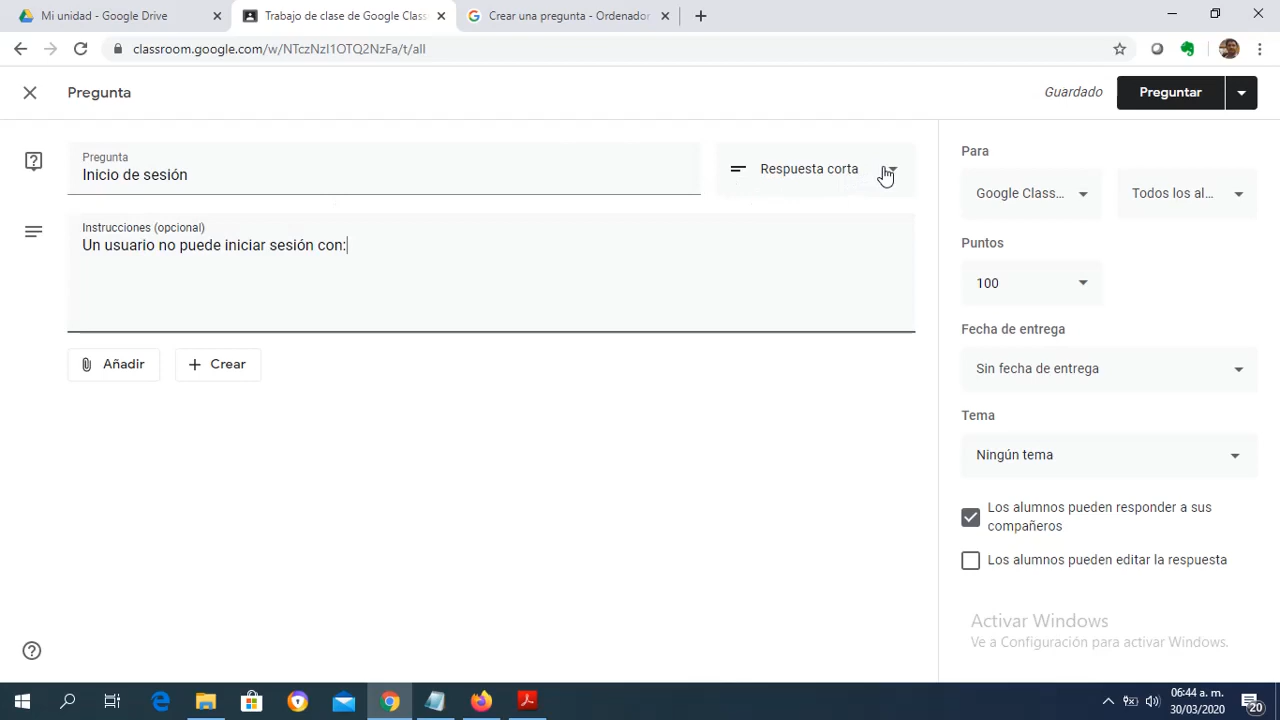 Mi unidad - Google Drive
Trabajo de clase de Google Clas
Crear una pregunta - Ordenador
classroom.google.com/w/NTczNzI1OTQ2NzFa/t/all
Pregunta
Guardado
Preguntar
Pregunta
Inicio de sesión
Respuesta corta
Instrucciones (opcional)
Un usuario no puede iniciar sesión con:
Añadir
Crear
Para
Google Class...
Todos los al...
Puntos
100
Fecha de entrega
Sin fecha de entrega
Tema
Ningún tema
Los alumnos pueden responder a sus
compañeros
Los alumnos pueden editar la respuesta
Activar Windows
Ve a Configuración para activar Windows.
06:44 a. m.
30/03/2020
20